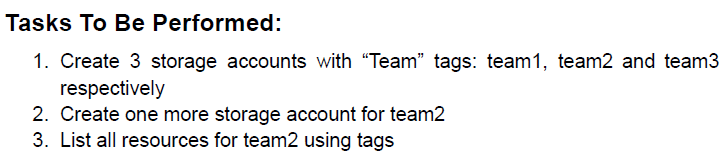 Tasks To Be Performed:
1. Create 3 storage accounts with “Team” tags: team1, team2 and team3
respectively
2. Create one more storage account for team2
3. List all resources for team2 using tags